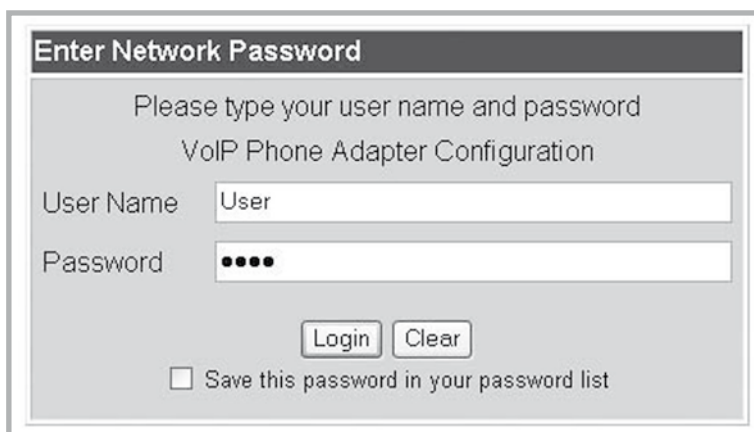 Enter Network Password
Please type your user name and password
VoIP Phone Adapter Configuration
User Name User
Password ••••
Login Clear
Save this password in your password list